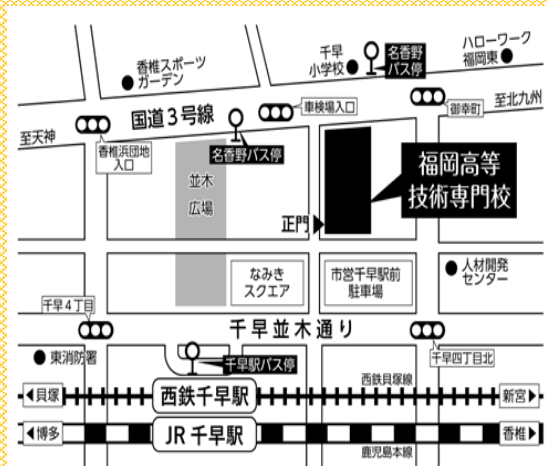 香椎スポーツ
ガーデン
千早
小学校
名香野
バス停
ハローワーク
福岡東
国道3号線
車検場入口
御幸町
至北九州
至天神
香椎浜団地
入口
名香野バス停
並木
広場
福岡高等
技術専門校
正門
なみき
スクエア
市営千早駅前
駐車場
人材開発
センター
千早4丁目
千早並木通り
東消防署
千早駅バス停
千早四丁目北
西鉄貝塚線
貝塚
西鉄千早駅
新宮
博多
JR 千早駅
香椎
鹿児島本線